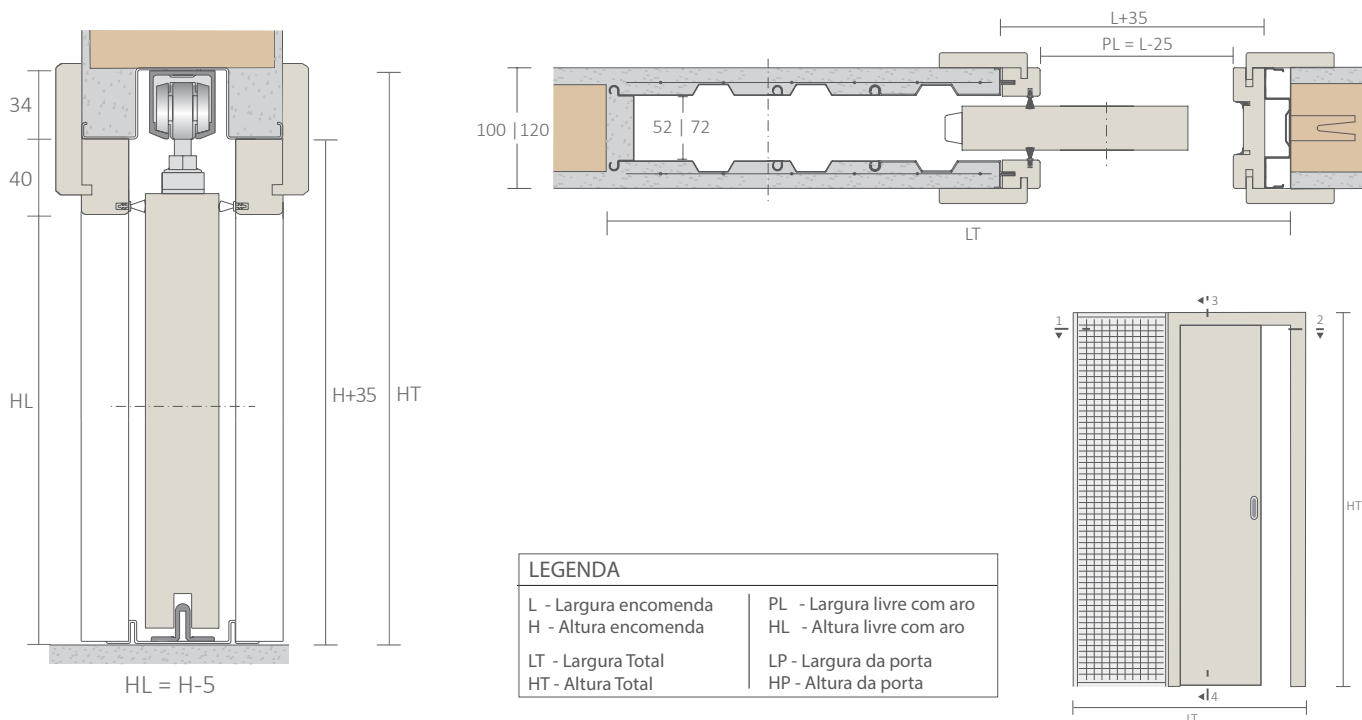 34
40
HL
H+35
HT
HL = H-5
L+35
PL = L-25
100 | 120
52 | 72
LT
1
3
2
HT
4
LT
LEGENDA
L - Largura encomenda
H - Altura encomenda
LT - Largura Total
HT - Altura Total
PL - Largura livre com aro
HL - Altura livre com aro
LP - Largura da porta
HP - Altura da porta